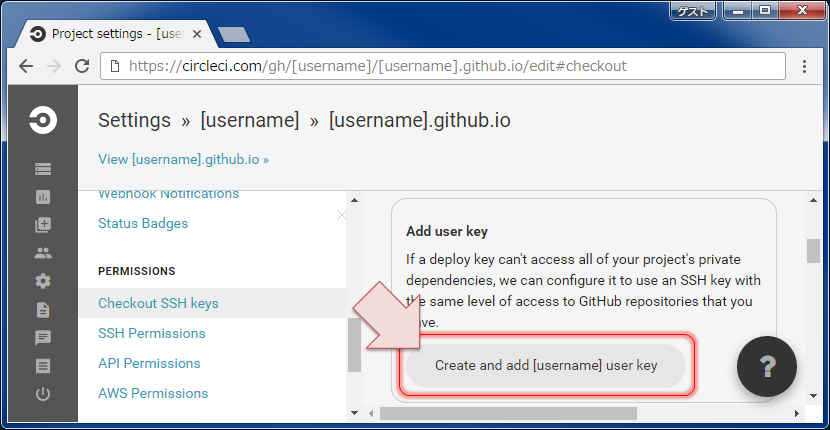 ゲスト
Project settings - [use
https://circleci.com/gh/[username]/[username].github.io/edit#checkout
Settings » [username] » [username].github.io
View [username].github.io »
Webhook Notifications
Status Badges
PERMISSIONS
Checkout SSH keys
SSH Permissions
API Permissions
AWS Permissions
Add user key
If a deploy key can't access all of your project's private
dependencies, we can configure it to use an SSH key with
the same level of access to GitHub repositories that you
have.
Create and add [username] user key
?